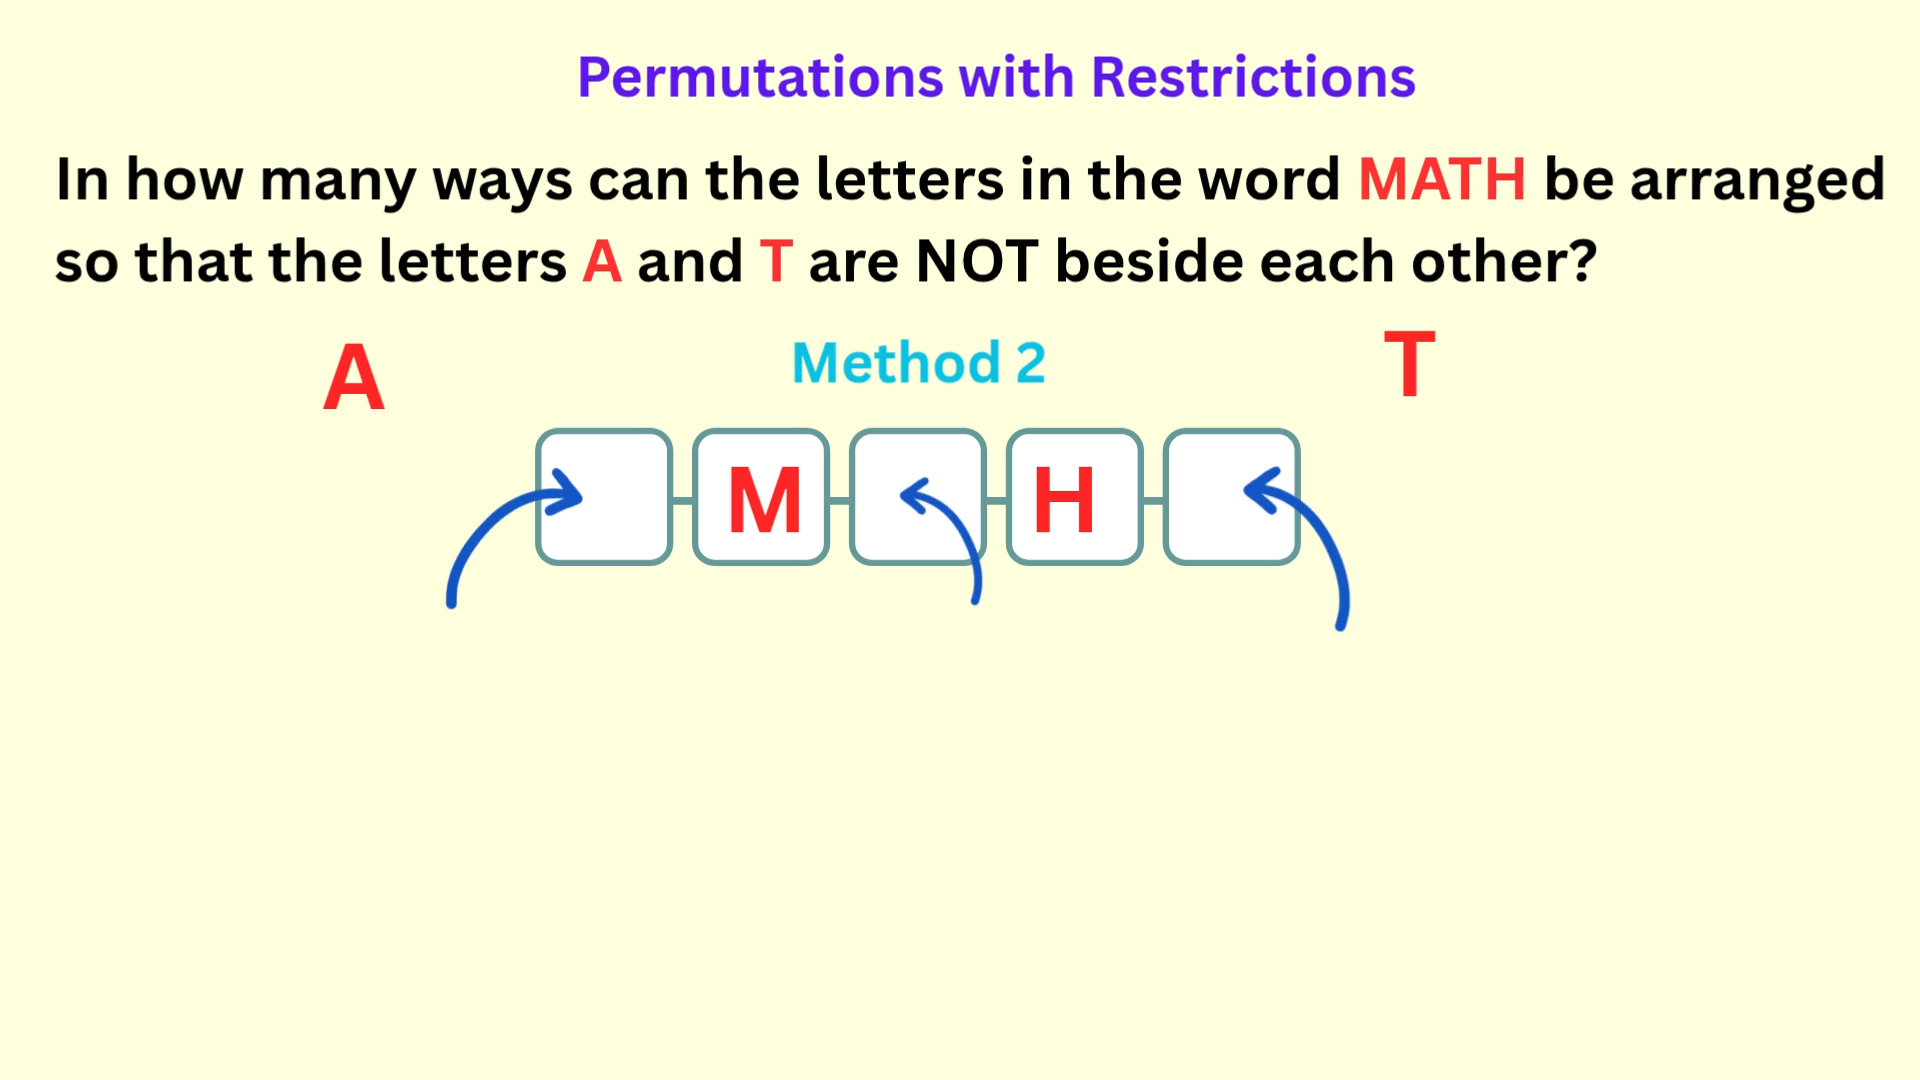 Permutations with Restrictions
In how many ways can the letters in the word MATH be arranged
so that the letters A and T are NOT beside each other?
A
Method 2
T
M
H